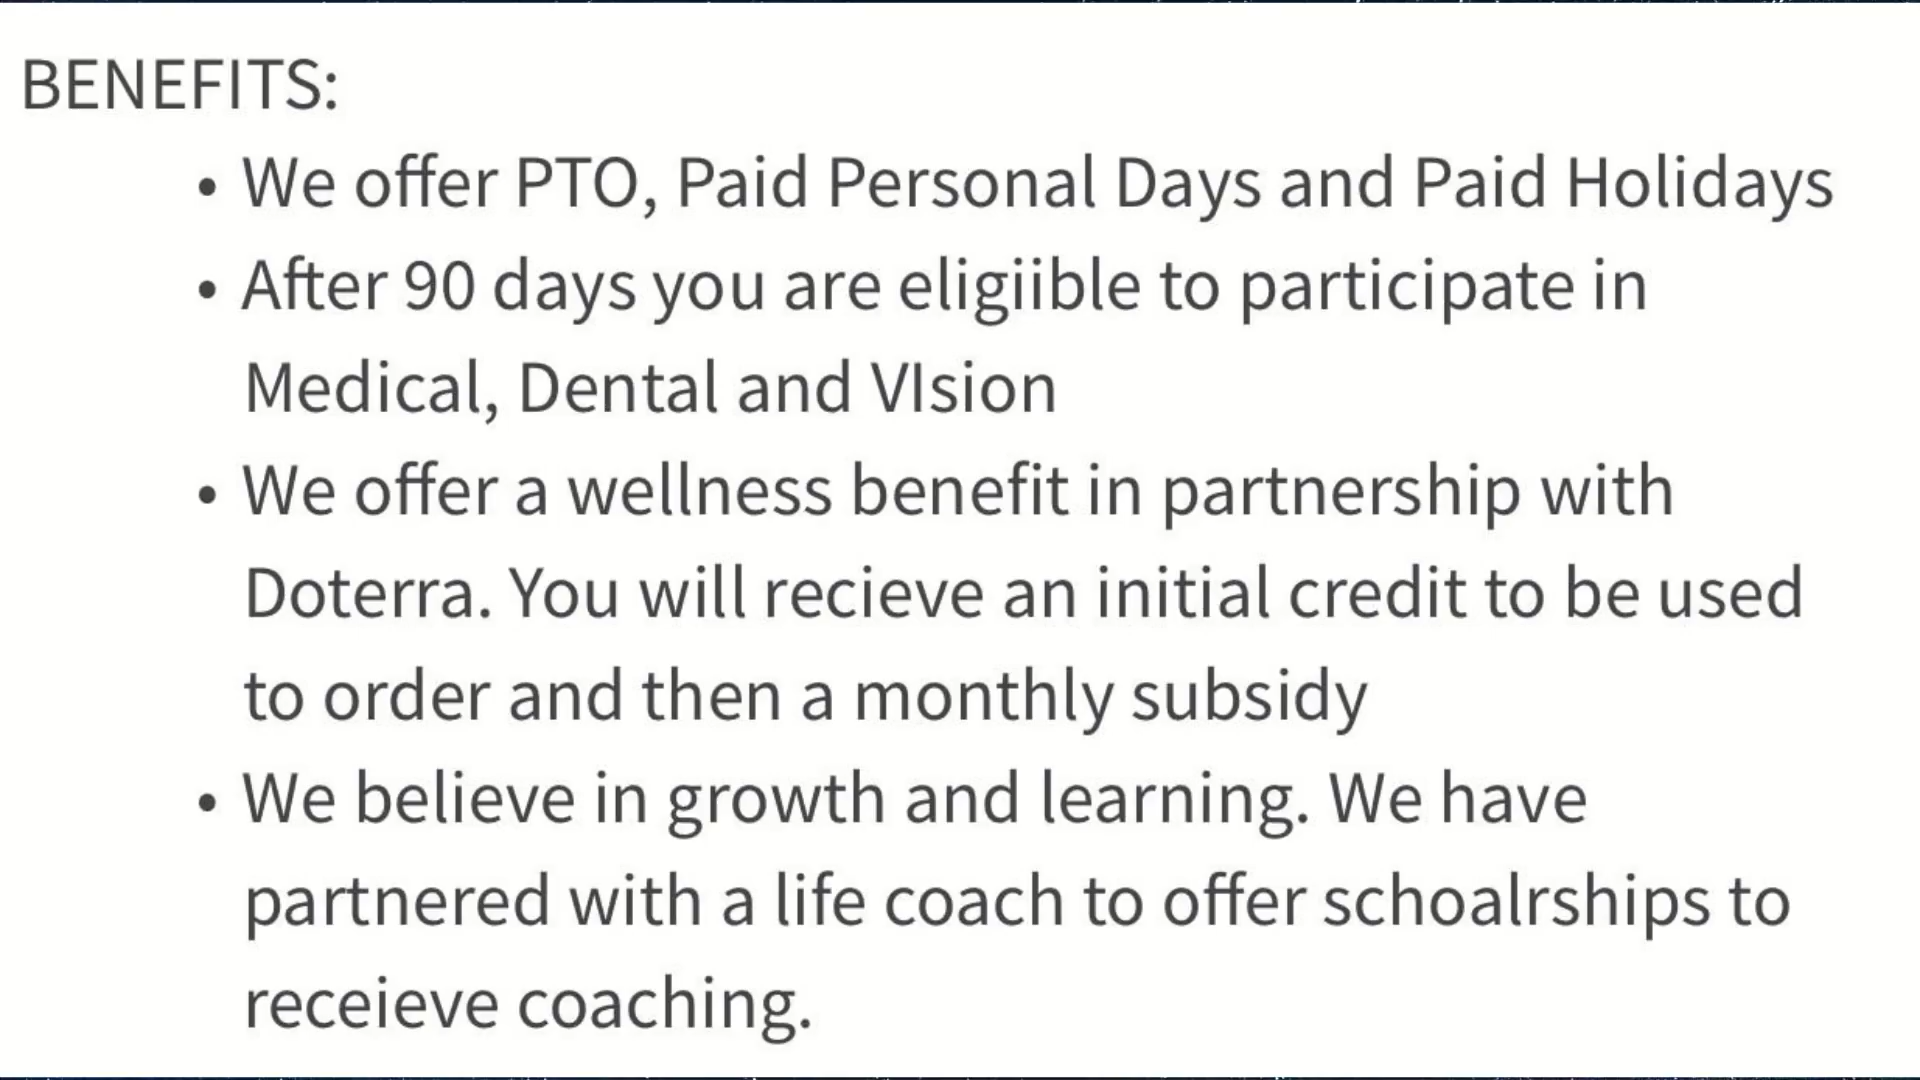 BENEFITS:
• We offer PTO, Paid Personal Days and Paid Holidays
• After 90 days you are eligiible to participate in
Medical, Dental and VIsion
• We offer a wellness benefit in partnership with
Doterra. You will recieve an initial credit to be used
to order and then a monthly subsidy
• We believe in growth and learning. We have
partnered with a life coach to offer schoalrships to
receieve coaching.